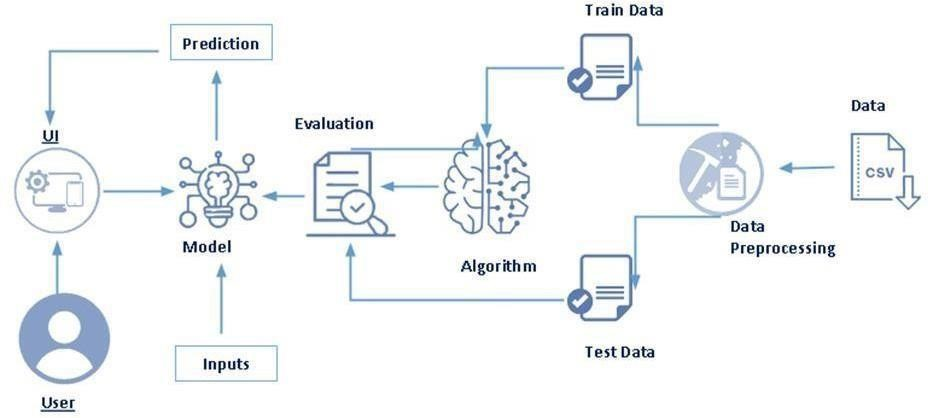 Train Data
Prediction
Data
Evaluation
UI
CSV
Model
Data
Preprocessing
Algorithm
Inputs
Test Data
User